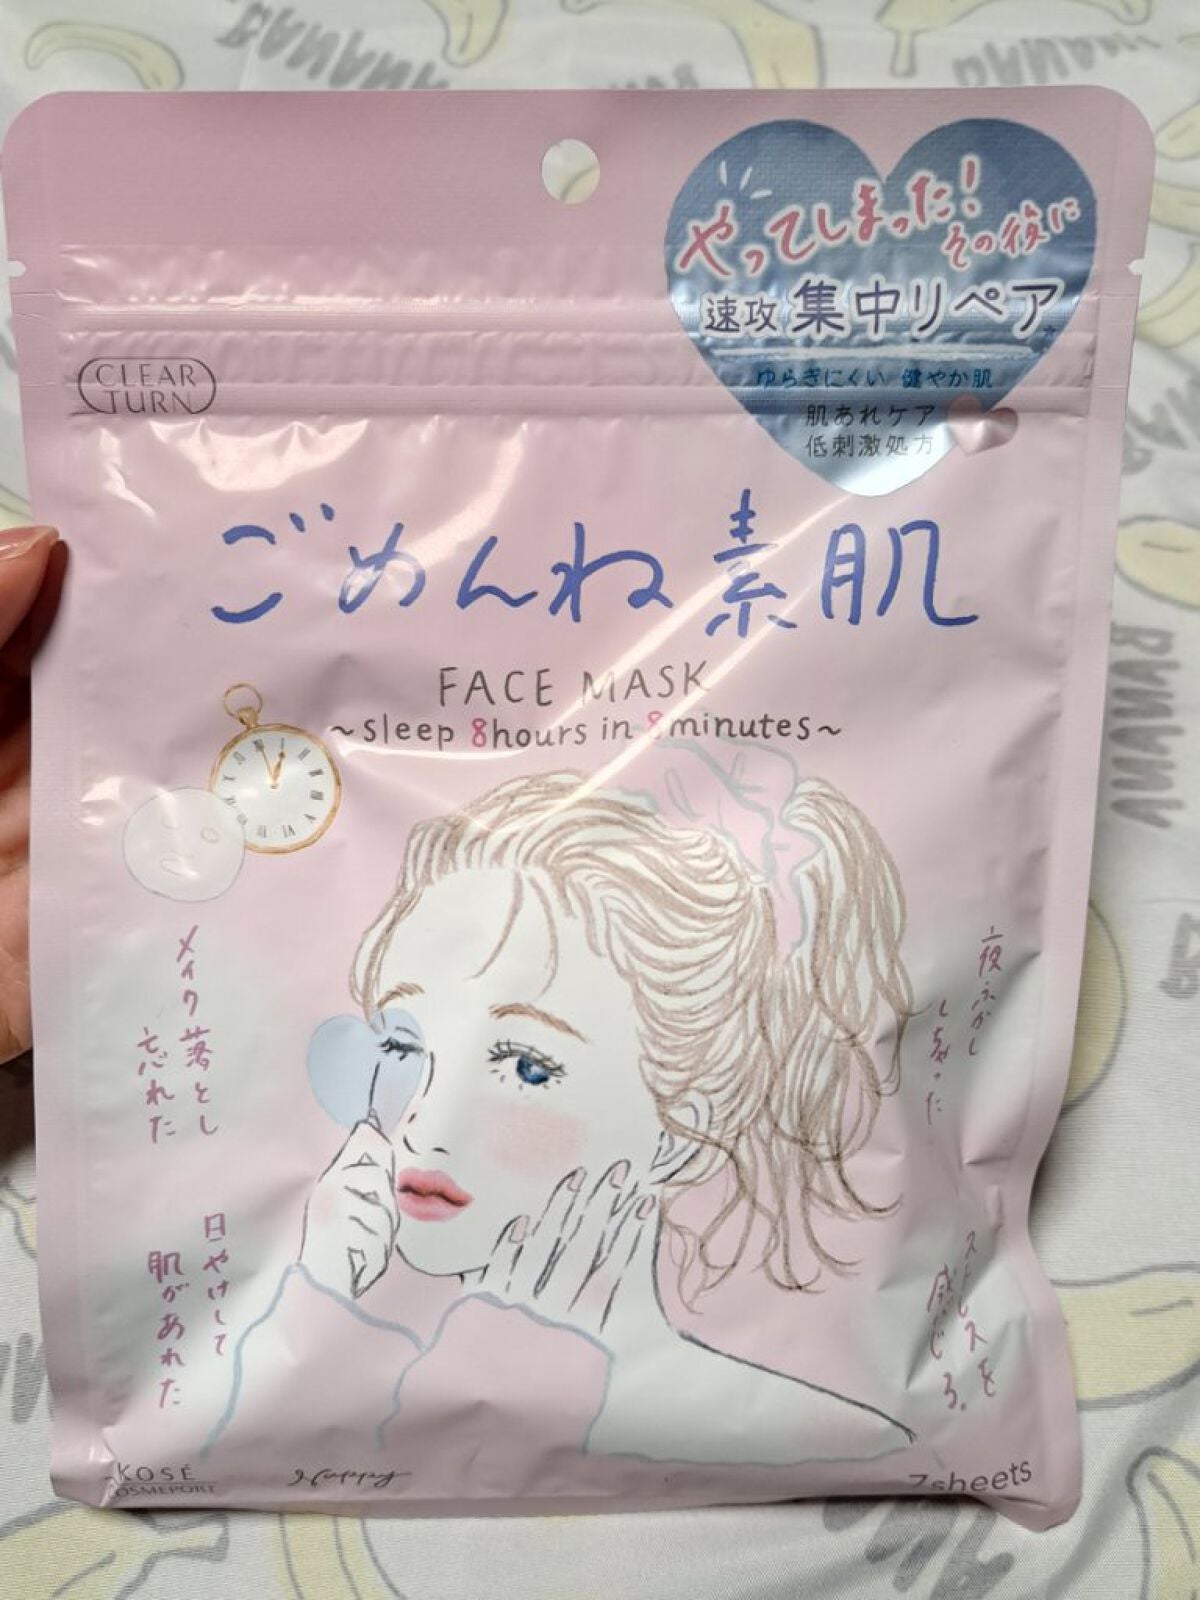 やってしまった!
その後に
速攻 集中リペア*
ゆらぎにくい 健やか肌
肌あれケア
低刺激処方
CLEAR
TURN
ごめんね素肌
FACE MASK
~sleep 8hours in 8minutes~
メイク落とし
忘れた
夜ふかし
しちゃった
日やけして
肌があれた
ストレスを
感じる。
KOSÉ
COSMEPORT
7sheets
BANANA
BANANA
BANANA